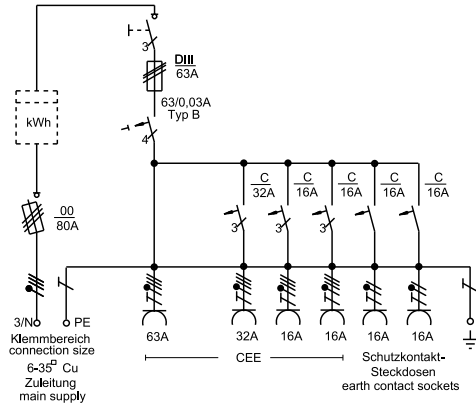 3
DIII
63A
63/0,03A
Typ B
4
kWh
00
80A
C
32A
C
16A
C
16A
C
16A
C
16A
3
3
3
3/N
PE
63A
32A
16A
16A
16A
16A
CEE
Klemmbereich
connection size
6-35□ Cu
Zuleitung
main supply
Schutzkontakt-
Steckdosen
earth contact sockets